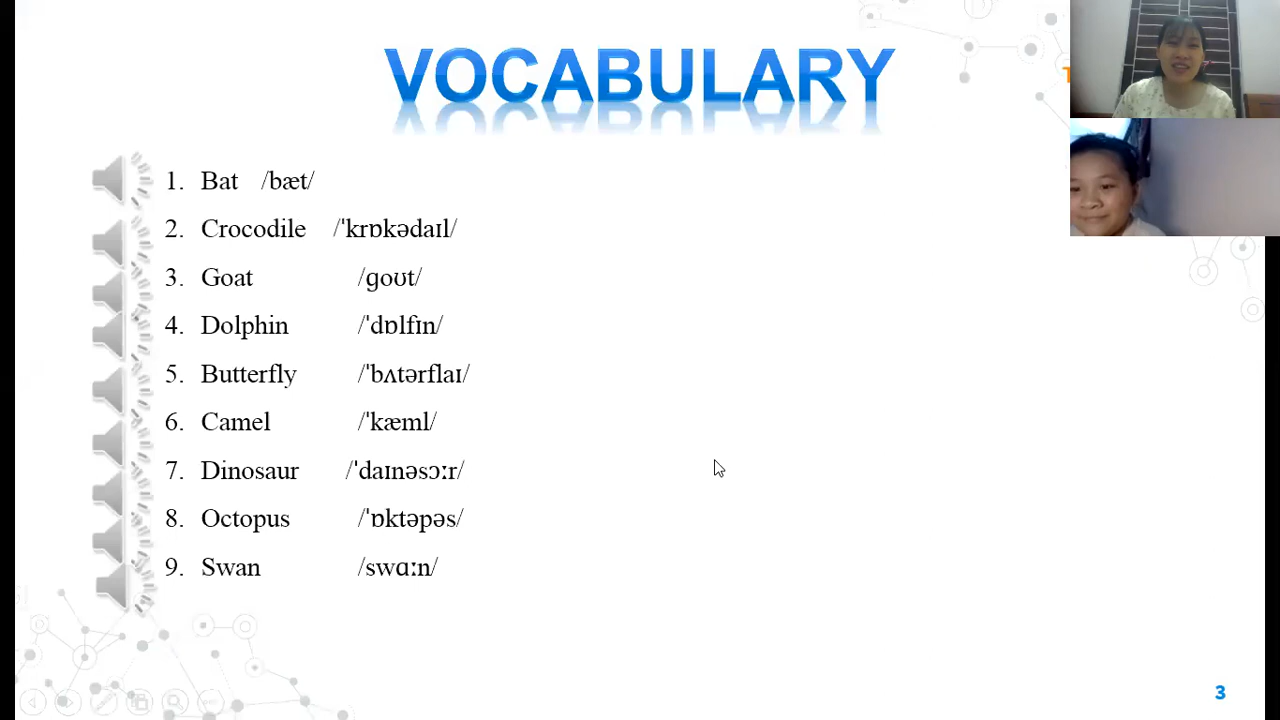 VOCABULARY
T
1. Bat /bæt/
2. Crocodile /ˈkrɒkədaɪl/
3. Goat /ɡoʊt/
4. Dolphin /ˈdɒlfɪn/
5. Butterfly /ˈbʌtərflaɪ/
6. Camel /ˈkæml/
7. Dinosaur /ˈdaɪnəsɔːr/
8. Octopus /ˈɒktəpəs/
9. Swan /swɑːn/
3